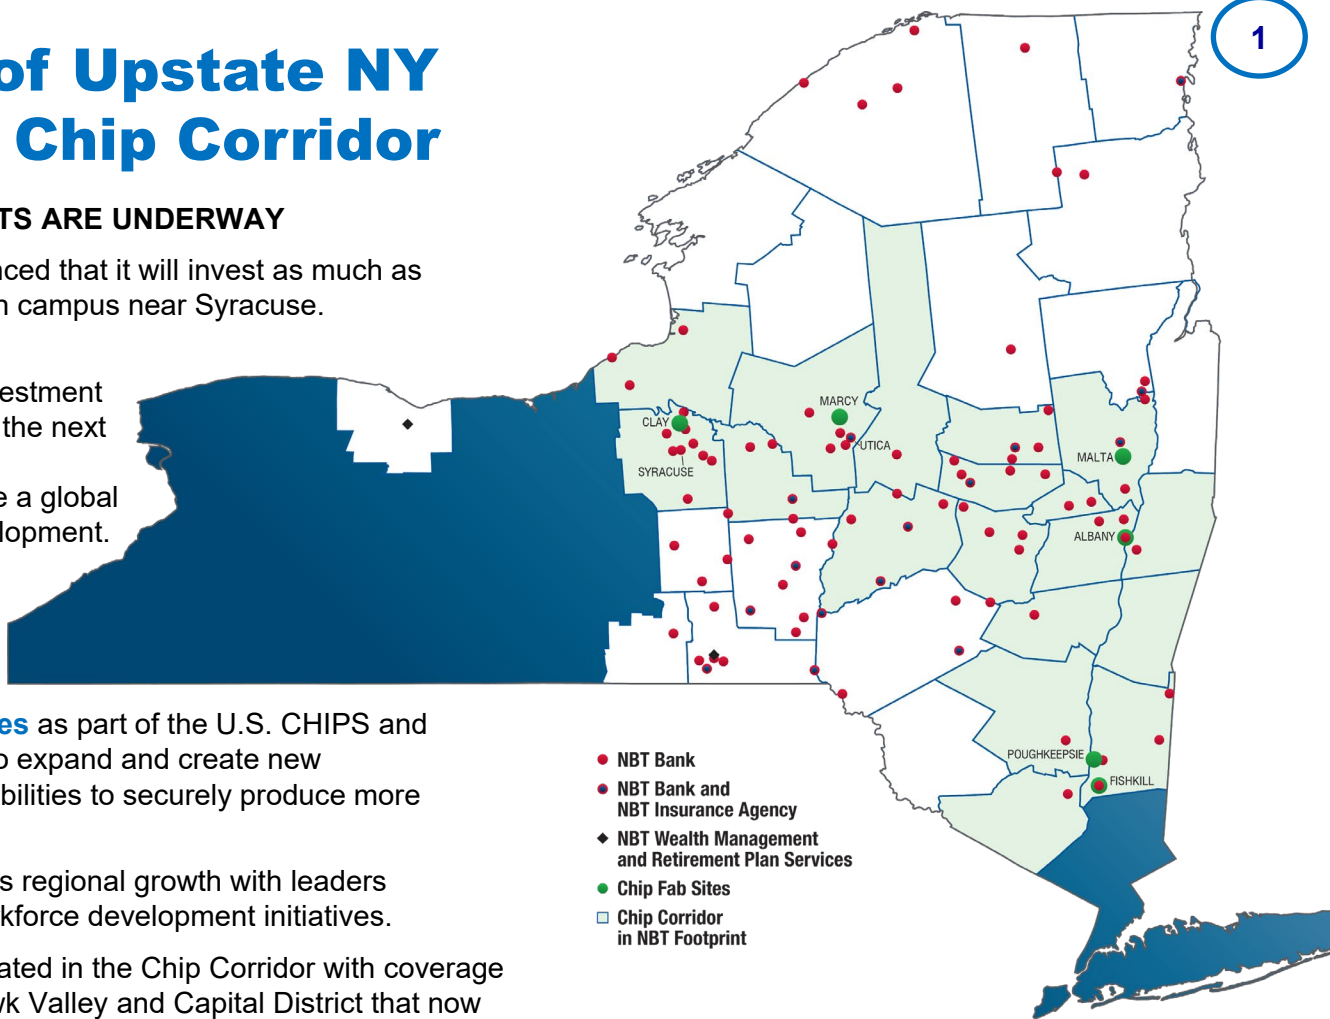 of Upstate NY
Chip Corridor
1
TS ARE UNDERWAY
nced that it will invest as much as
n campus near Syracuse.
estment
the next
e a global
lopment.
es as part of the U.S. CHIPS and
o expand and create new
bilities to securely produce more
s regional growth with leaders
kforce development initiatives.
ated in the Chip Corridor with coverage
wk Valley and Capital District that now
MARCY
CLAY
UTICA
SYRACUSE
MALTA
ALBANY
POUGHKEEPSIE
FISHKILL
NBT Bank
NBT Bank and
NBT Insurance Agency
NBT Wealth Management
and Retirement Plan Services
Chip Fab Sites
Chip Corridor
in NBT Footprint